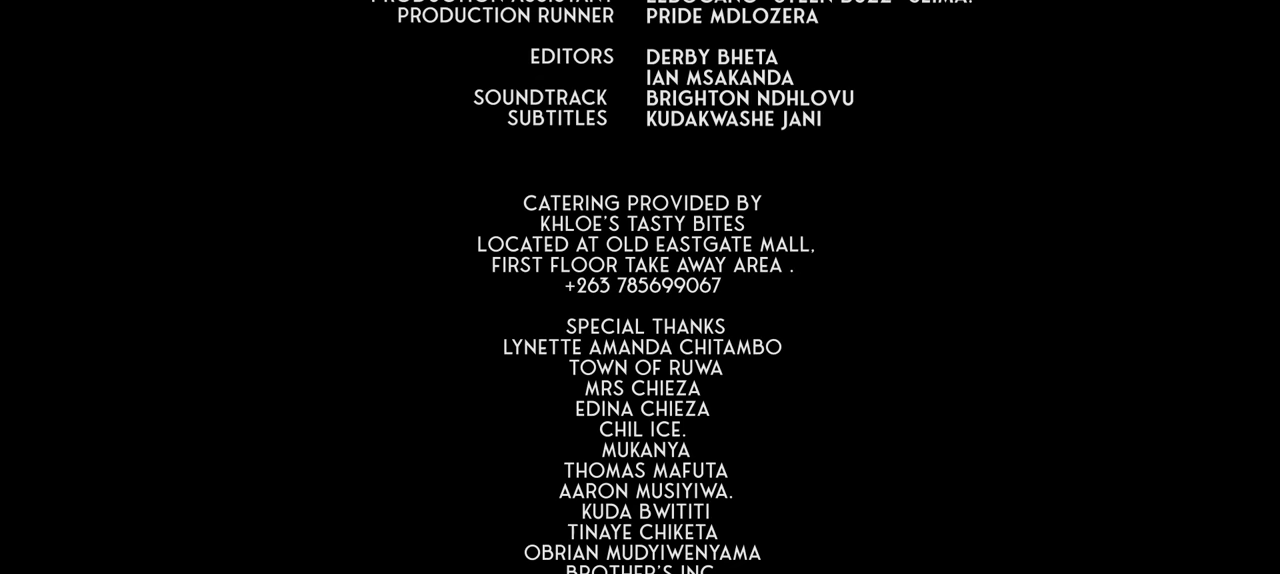 PRODUCTION RUNNER PRIDE MDLOZERA
EDITORS DERBY BHETA
IAN MSAKANDA
SOUNDTRACK BRIGHTON NDHLOVU
SUBTITLES KUDAKWASHE JANI
CATERING PROVIDED BY
KHLOE'S TASTY BITES
LOCATED AT OLD EASTGATE MALL,
FIRST FLOOR TAKE AWAY AREA .
+263 785699067
SPECIAL THANKS
LYNETTE AMANDA CHITAMBO
TOWN OF RUWA
MRS CHIEZA
EDINA CHIEZA
CHIL ICE.
MUKANYA
THOMAS MAFUTA
AARON MUSIYIWA.
KUDA BWITITI
TINAYE CHIKETA
OBRIAN MUDYIWENYAMA
BROTHER'S INC